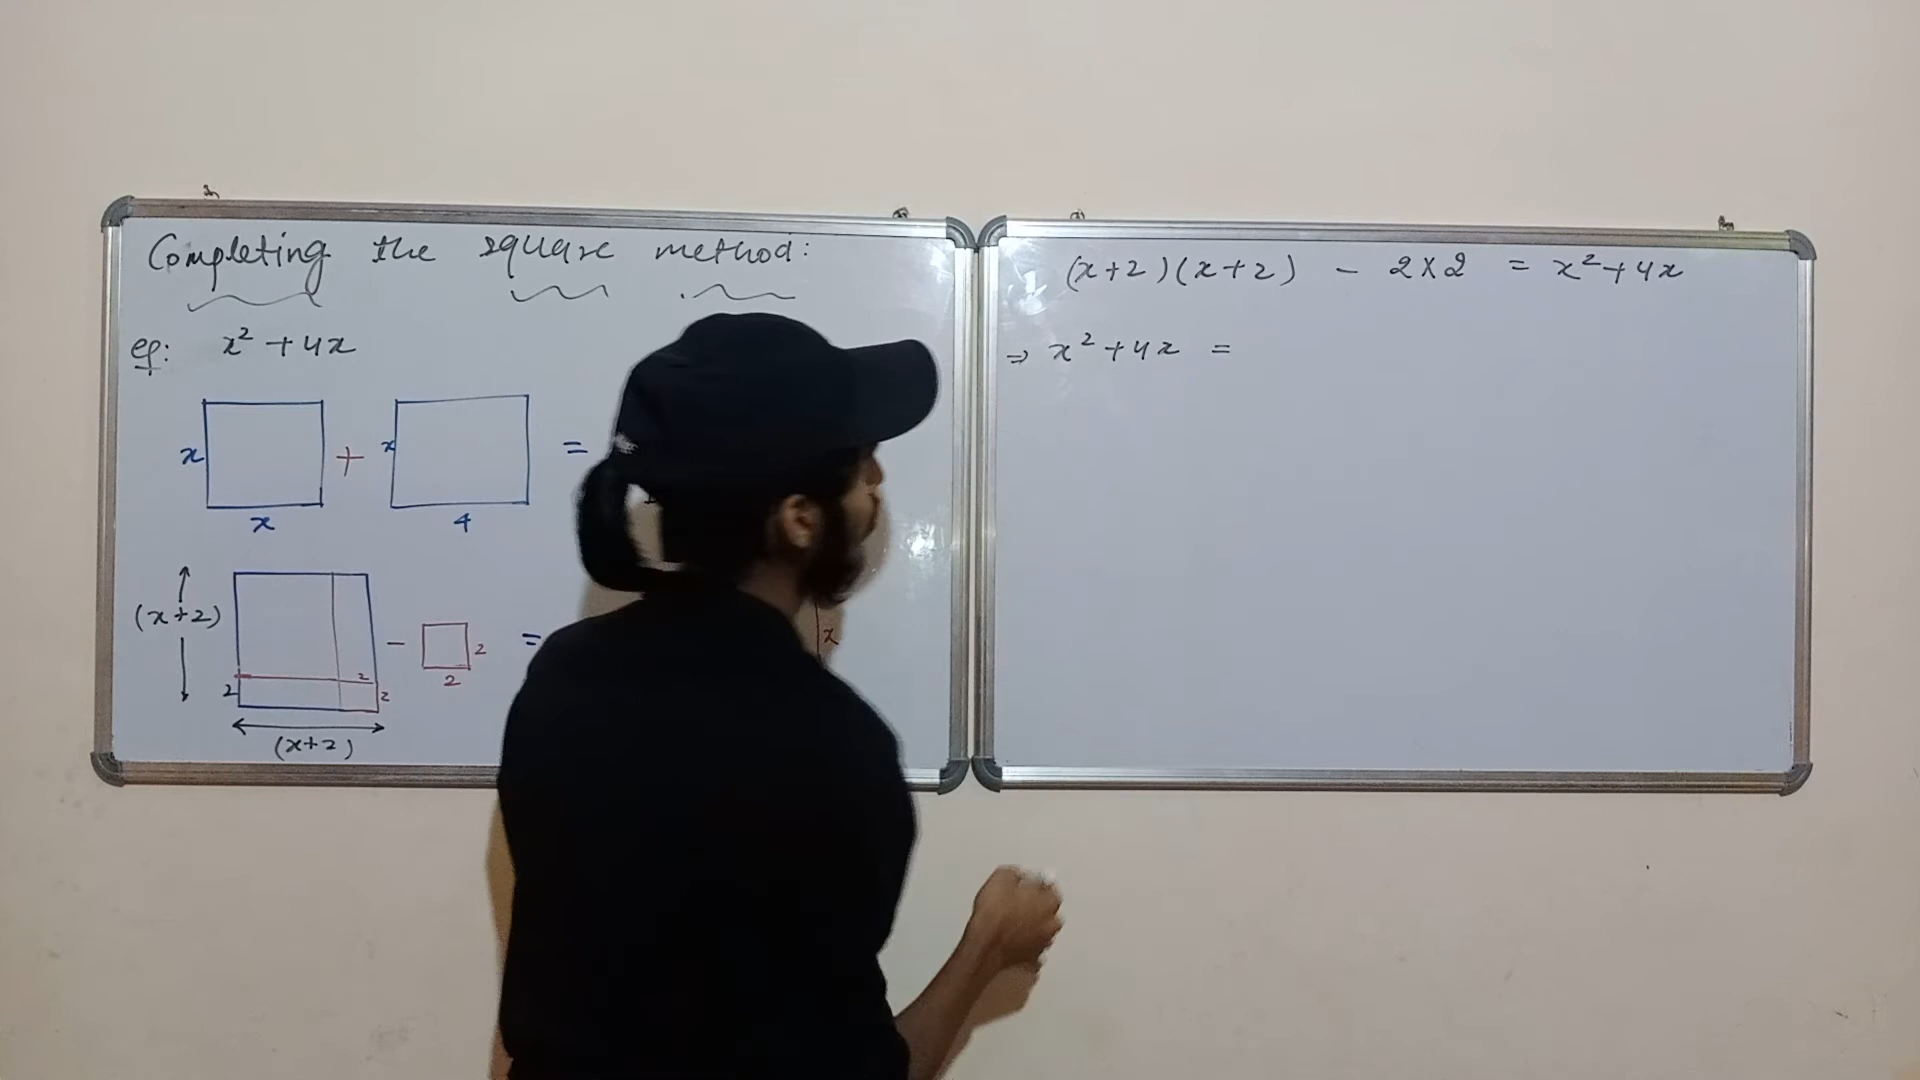 Completing the square method:
eg: x² + 4x
x + x =
x 4
(x+2) - 2 = x
2 2 2 2
(x+2)
(x+2)(x+2) - 2×2 = x²+4x
⇒ x²+4x =